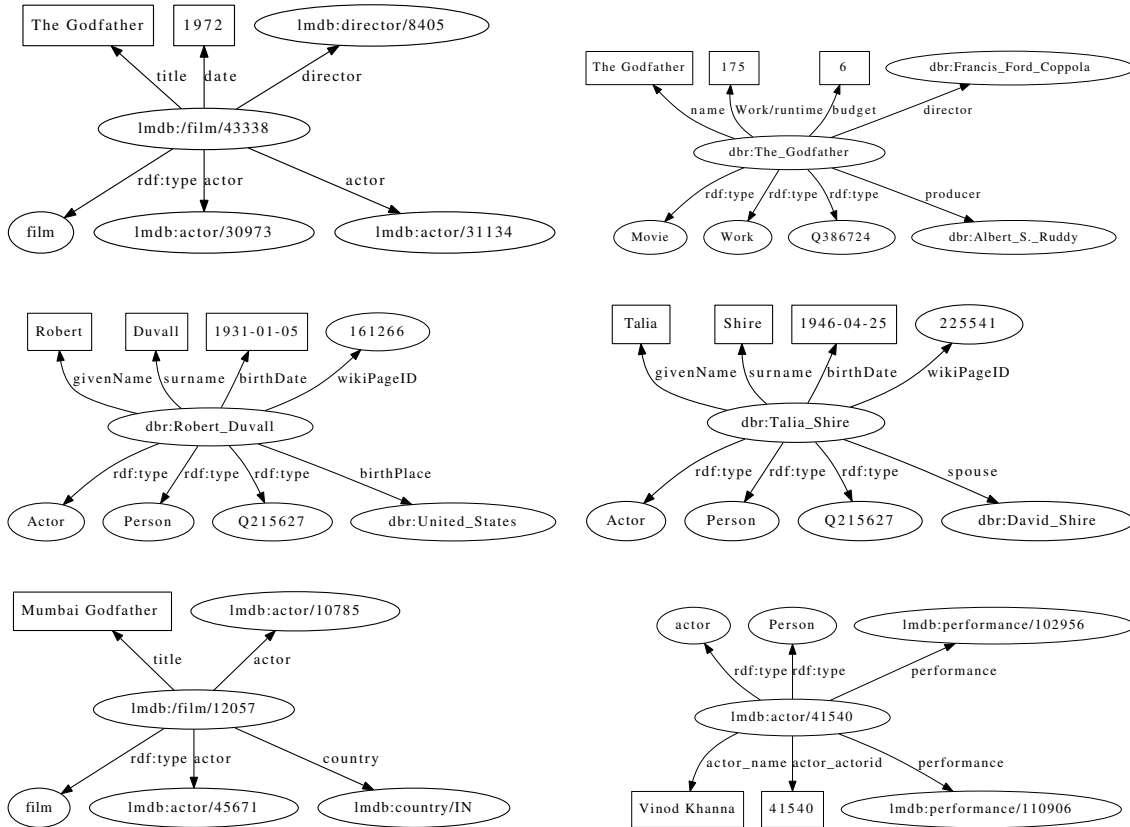 The Godfather
1972
lmdb:director/8405
title
date
director
lmdb:/film/43338
rdf:type
actor
actor
film
lmdb:actor/30973
lmdb:actor/31134
The Godfather
175
6
dbr:Francis_Ford_Coppola
name
Work/runtime
budget
director
dbr:The_Godfather
rdf:type
rdf:type
rdf:type
producer
Movie
Work
Q386724
dbr:Albert_S._Ruddy
Robert
Duvall
1931-01-05
161266
givenName
surname
birthDate
wikiPageID
dbr:Robert_Duvall
rdf:type
rdf:type
rdf:type
birthPlace
Actor
Person
Q215627
dbr:United_States
Talia
Shire
1946-04-25
225541
givenName
surname
birthDate
wikiPageID
dbr:Talia_Shire
rdf:type
rdf:type
rdf:type
spouse
Actor
Person
Q215627
dbr:David_Shire
Mumbai Godfather
lmdb:actor/10785
title
actor
lmdb:/film/12057
rdf:type
actor
country
film
lmdb:actor/45671
lmdb:country/IN
actor
Person
lmdb:performance/102956
rdf:type
rdf:type
performance
lmdb:actor/41540
actor_name
actor_actorid
performance
Vinod Khanna
41540
lmdb:performance/110906